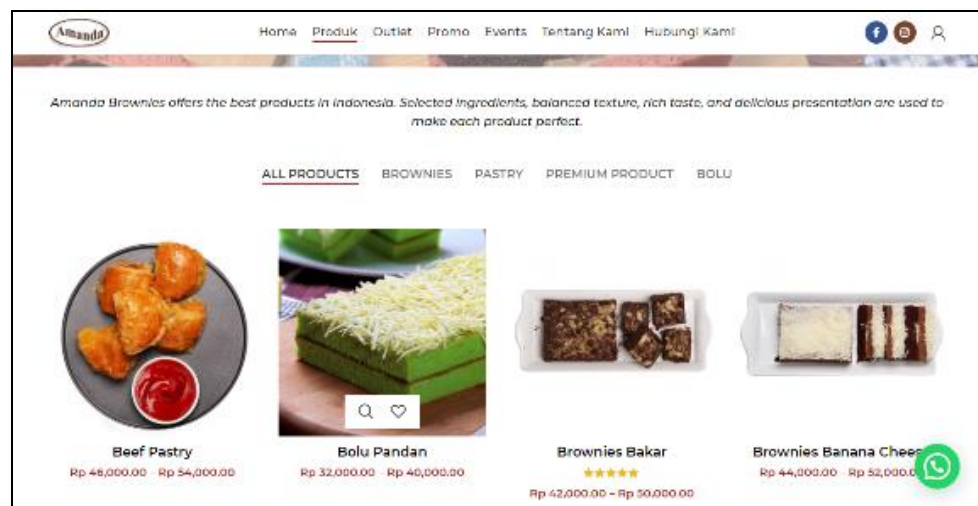 Amanda
Home Produk Outlet Promo Events Tentang Kami Hubungi Kami
Amanda Brownies offers the best products in Indonesia. Selected ingredients, balanced texture, rich taste, and delicious presentation are used to
make each product perfect.
ALL PRODUCTS BROWNIES PASTRY PREMIUM PRODUCT BOLU
Beef Pastry
Rp 46,000.00 – Rp 54,000.00
Bolu Pandan
Rp 32,000.00 – Rp 40,000.00
Brownies Bakar
Rp 42,000.00 – Rp 50,000.00
Brownies Banana Chees
Rp 44,000.00 – Rp 52,000.0